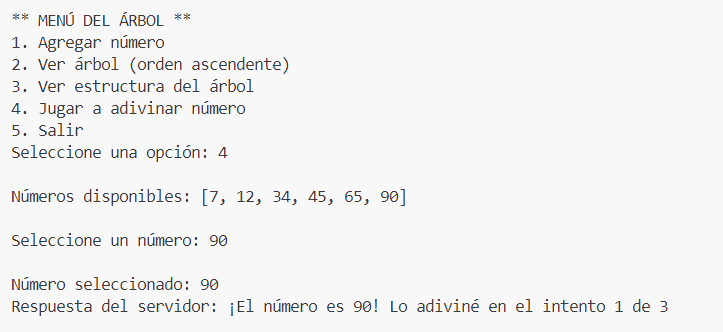 ** MENÚ DEL ÁRBOL **
1. Agregar número
2. Ver árbol (orden ascendente)
3. Ver estructura del árbol
4. Jugar a adivinar número
5. Salir
Seleccione una opción: 4
Números disponibles: [7, 12, 34, 45, 65, 90]
Seleccione un número: 90
Número seleccionado: 90
Respuesta del servidor: ¡El número es 90! Lo adiviné en el intento 1 de 3